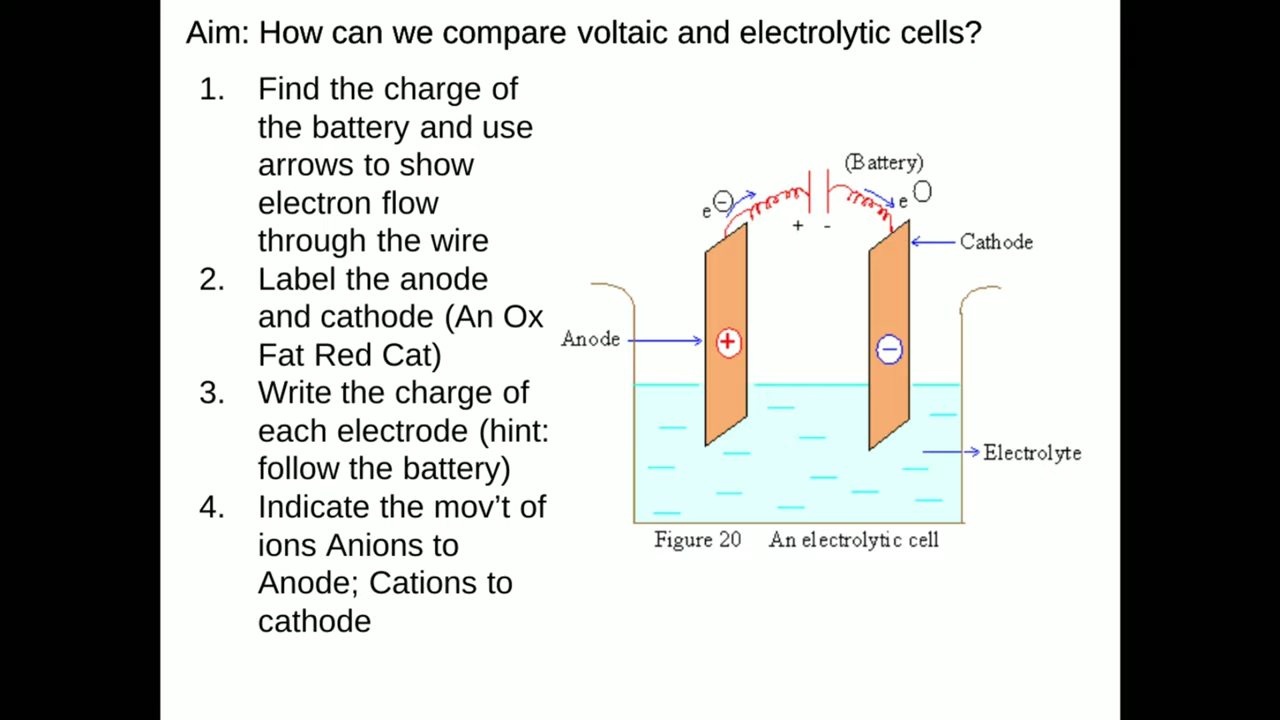 Aim: How can we compare voltaic and electrolytic cells?
1. Find the charge of
the battery and use
arrows to show
electron flow
through the wire
2. Label the anode
and cathode (An Ox
Fat Red Cat)
3. Write the charge of
each electrode (hint:
follow the battery)
4. Indicate the mov’t of
ions Anions to
Anode; Cations to
cathode
(Battery)
e −
e
+ -
Cathode
Anode
+
−
Electrolyte
Figure 20 An electrolytic cell